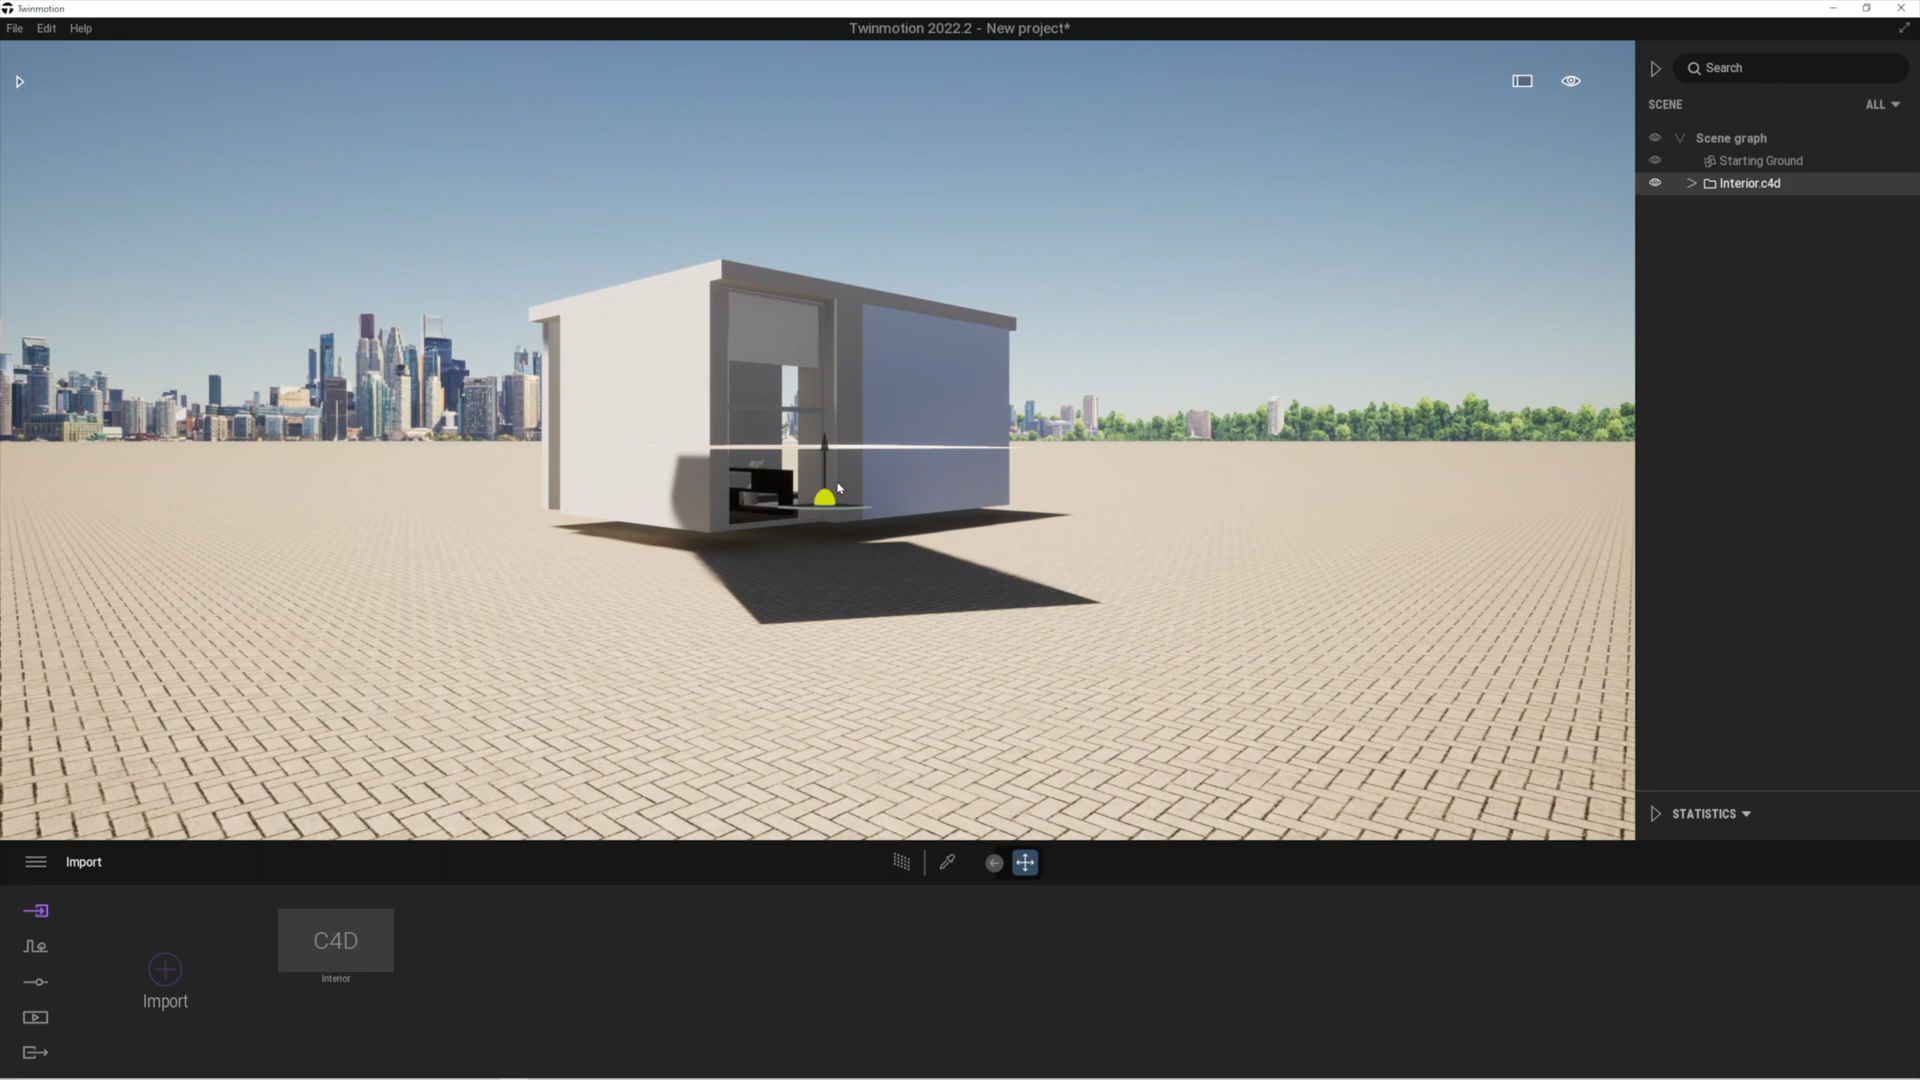 Twinmotion
File Edit Help
Twinmotion 2022.2 - New project*
Search
SCENE ALL
Scene graph
Starting Ground
Interior.c4d
STATISTICS
Import
C4D
Interior
Import